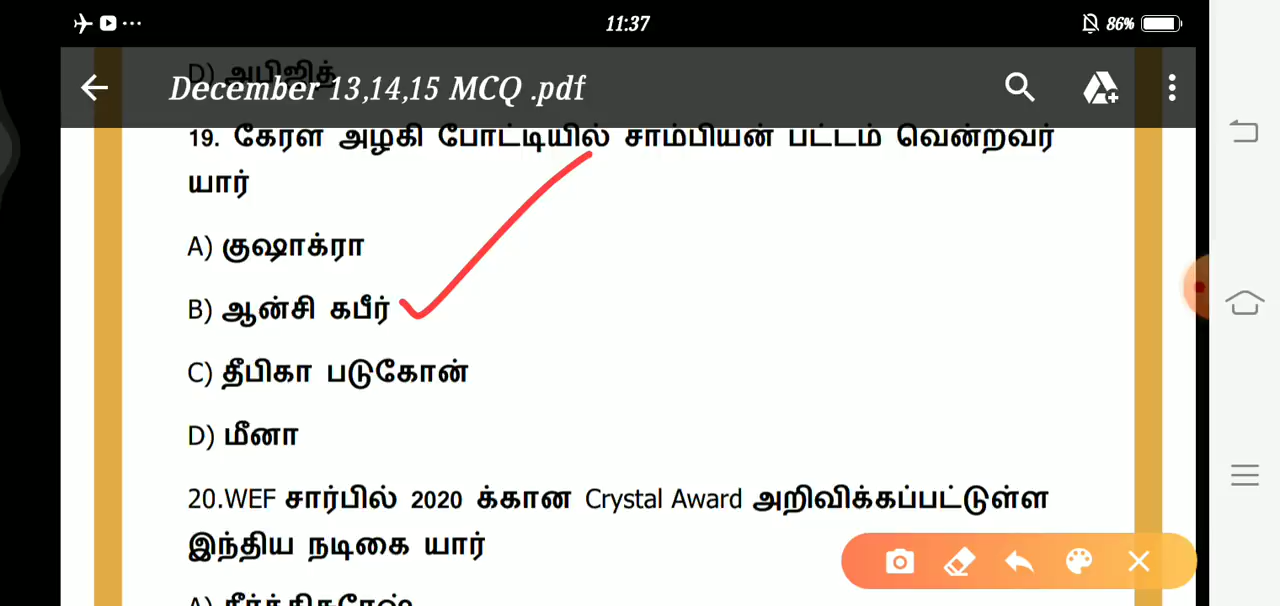 11:37
86%
D) அபிஜித்
December 13,14,15 MCQ .pdf
19. கேரள அழகி போட்டியில் சாம்பியன் பட்டம் வென்றவர்
யார்
A) குஷாக்ரா
B) ஆன்சி கபீர்
C) தீபிகா படுகோன்
D) மீனா
20.WEF சார்பில் 2020 க்கான Crystal Award அறிவிக்கப்பட்டுள்ள
இந்திய நடிகை யார்
A)